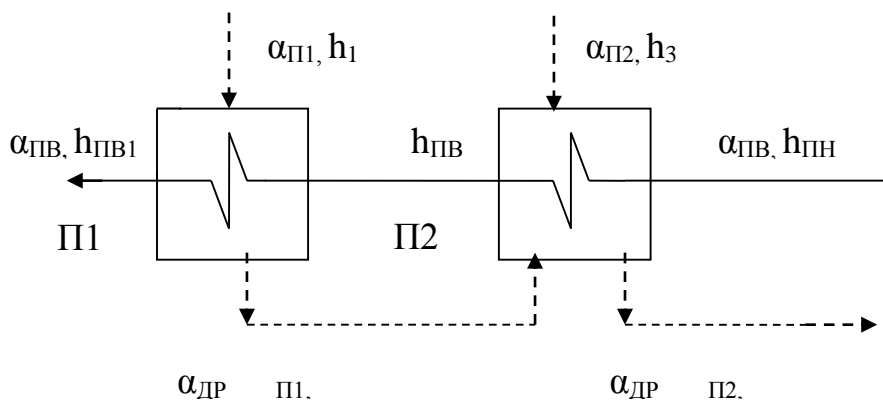 αП1, h1 αП2, h3
αПВ, hПВ1 hПВ αПВ, hПН
П1 П2
αДР П1, αДР П2,